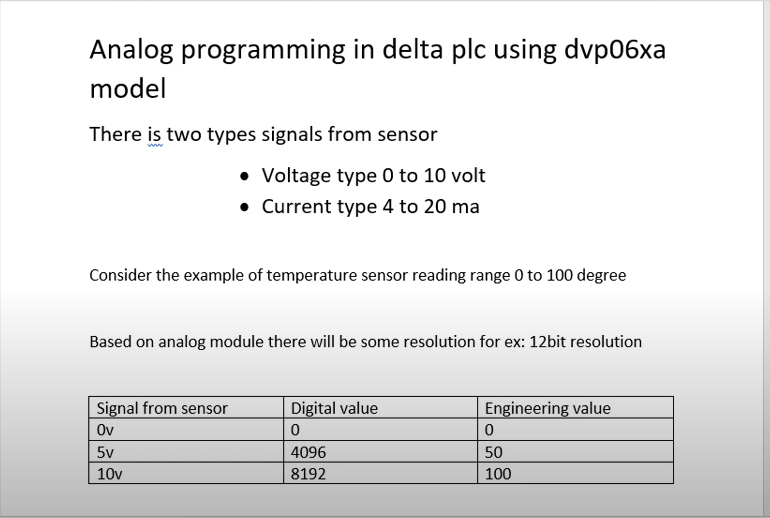 Analog programming in delta plc using dvp06xa
model
There is two types signals from sensor
• Voltage type 0 to 10 volt
• Current type 4 to 20 ma
Consider the example of temperature sensor reading range 0 to 100 degree
Based on analog module there will be some resolution for ex: 12bit resolution
Signal from sensor Digital value Engineering value
0v 0 0
5v 4096 50
10v 8192 100